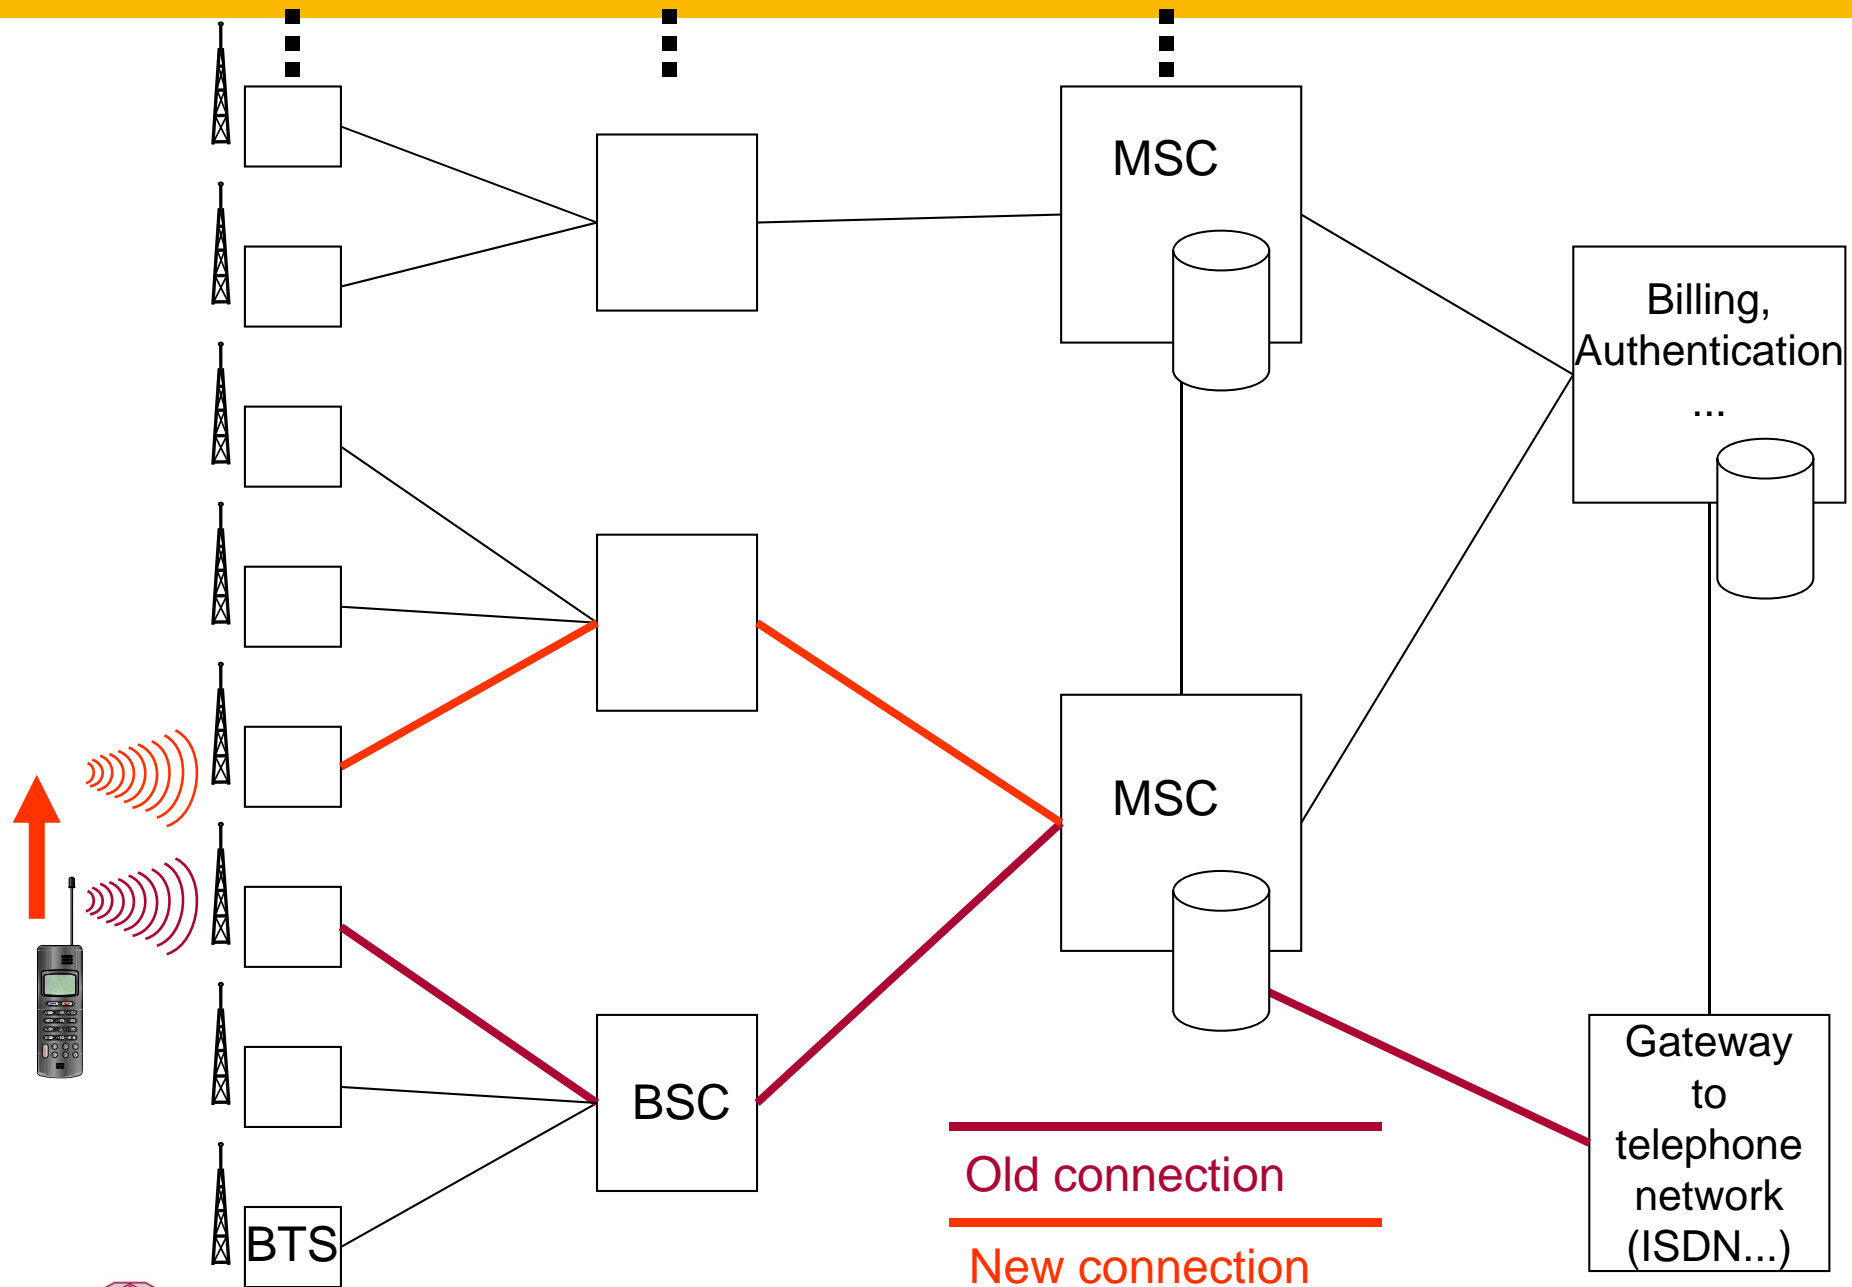 MSC
Billing,
Authentication
...
MSC
BSC
BTS
Gateway
to
telephone
network
(ISDN...)
Old connection
New connection